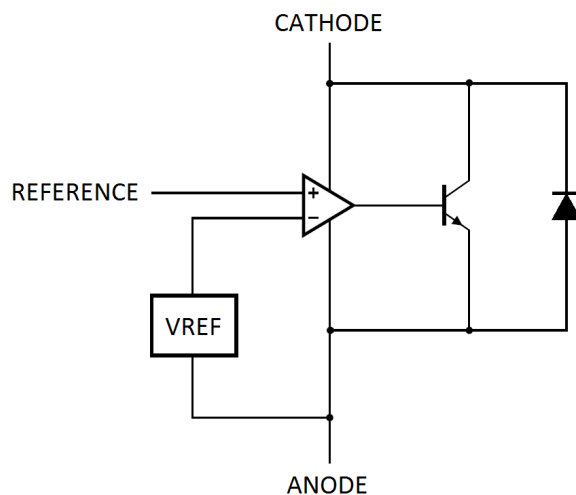 CATHODE
REFERENCE
+
−
VREF
ANODE